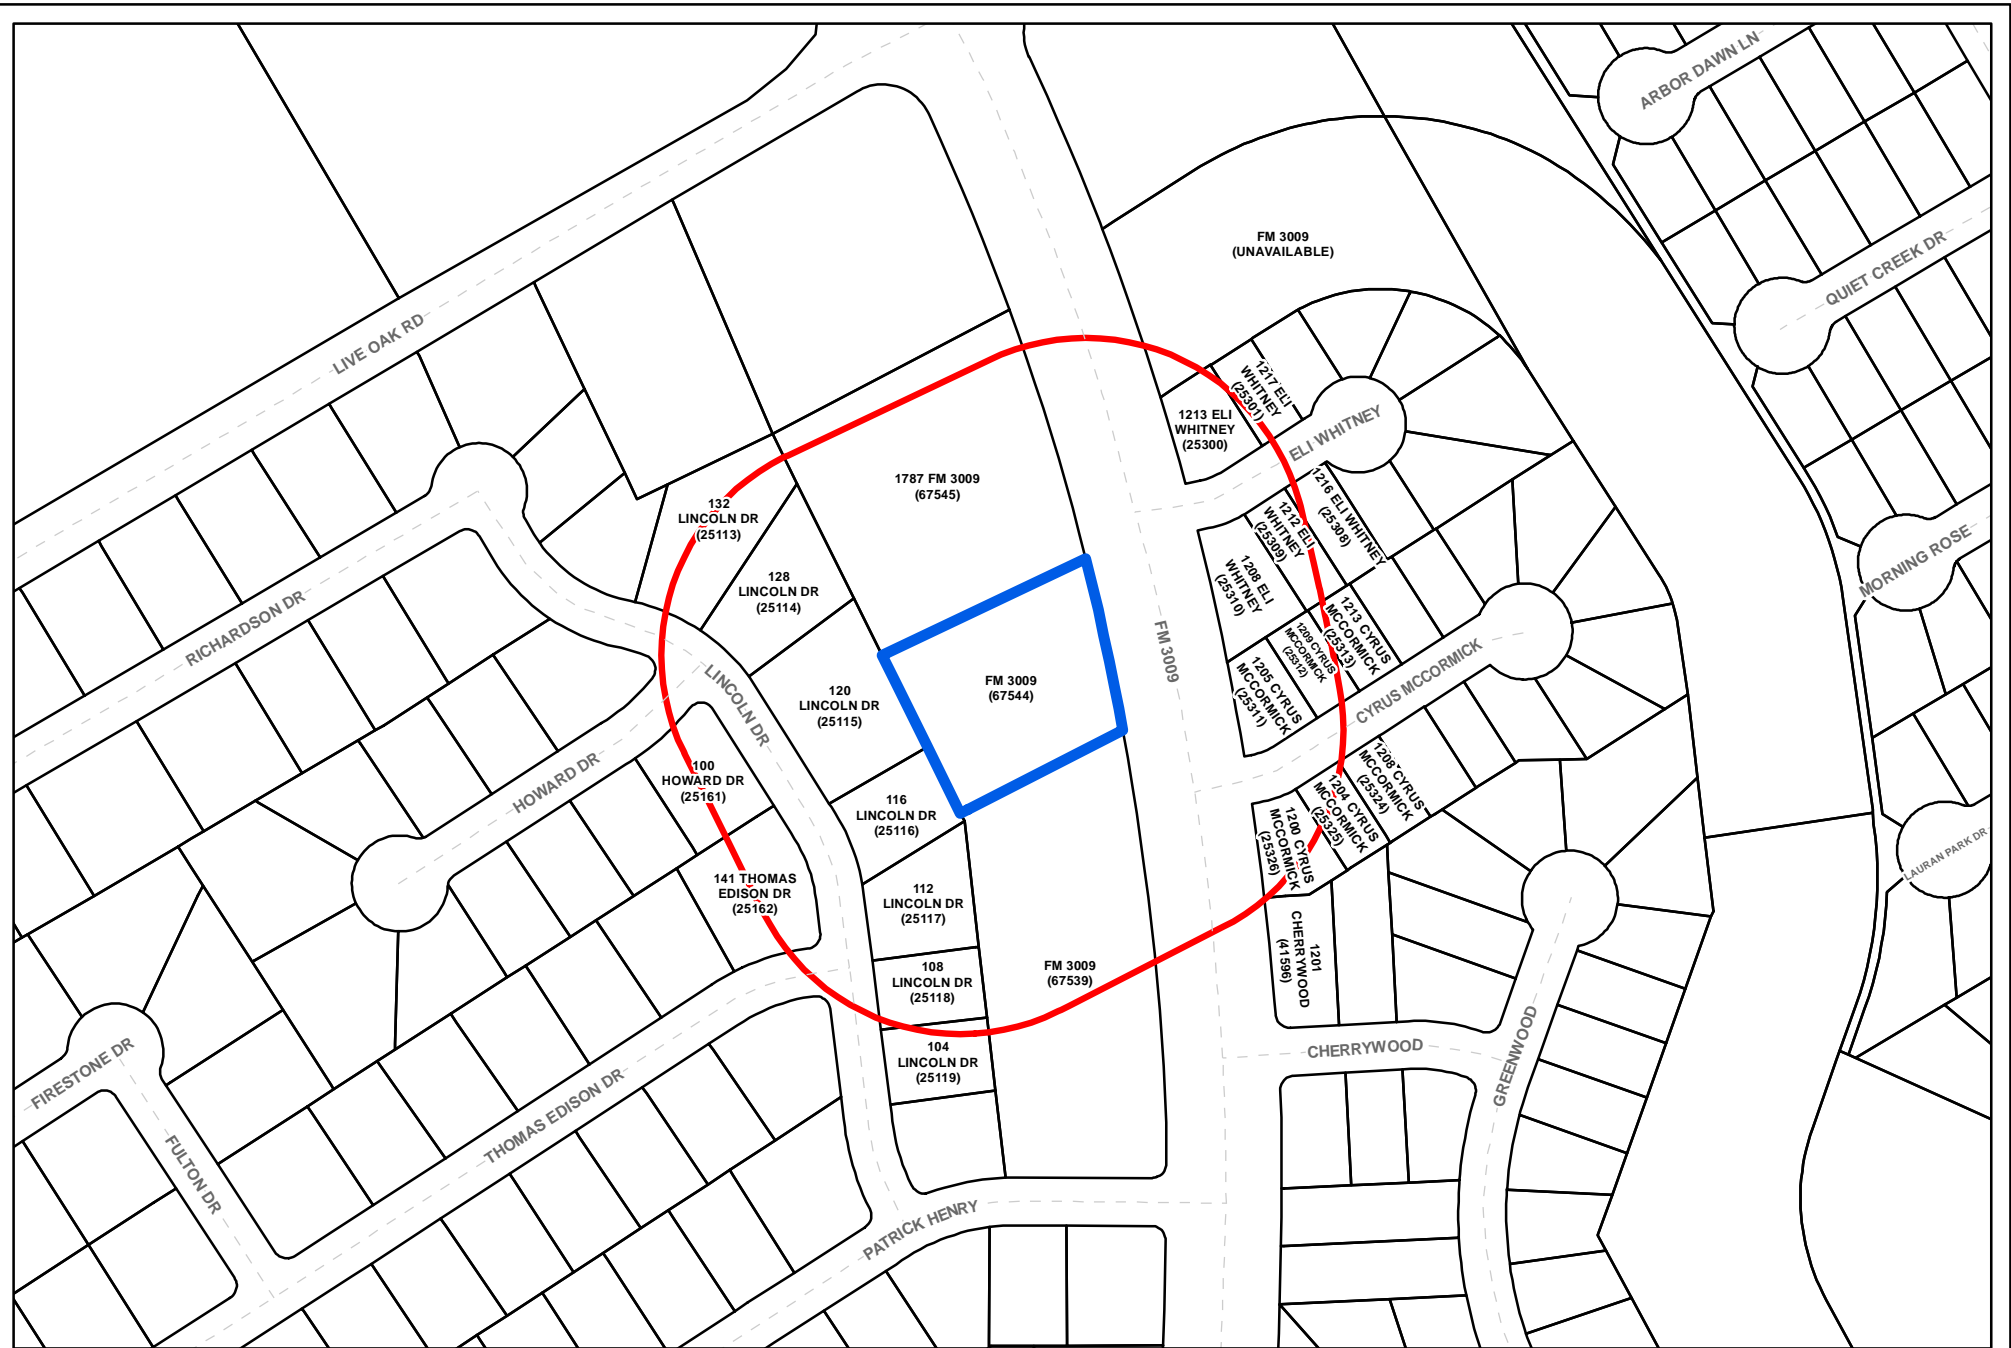 ARBOR DAWN LN
FM 3009
(UNAVAILABLE)
QUIET CREEK DR
LIVE OAK RD
1217 ELI
WHITNEY
(25301)
1213 ELI
WHITNEY
(25300)
ELI WHITNEY
1787 FM 3009
(67545)
132
LINCOLN DR
(25113)
1216 ELI WHITNEY
(25308)
1212 ELI
WHITNEY
(25309)
MORNING ROSE
128
LINCOLN DR
(25114)
1208 ELI
WHITNEY
(25310)
RICHARDSON DR
1213 CYRUS
MCCORMICK
(25313)
1209 CYRUS
MCCORMICK
(25312)
FM 3009
FM 3009
(67544)
1205 CYRUS
MCCORMICK
(25311)
CYRUS MCCORMICK
LINCOLN DR
120
LINCOLN DR
(25115)
HOWARD DR
100
HOWARD DR
(25161)
1208 CYRUS
MCCORMICK
(25324)
1204 CYRUS
MCCORMICK
(25325)
116
LINCOLN DR
(25116)
1200 CYRUS
MCCORMICK
(25326)
LAURAN PARK DR
141 THOMAS
EDISON DR
(25162)
112
LINCOLN DR
(25117)
1201
CHERRYWOOD
(41596)
108
LINCOLN DR
(25118)
FM 3009
(67539)
104
LINCOLN DR
(25119)
CHERRYWOOD
GREENWOOD
FIRESTONE DR
THOMAS EDISON DR
FULTON DR
PATRICK HENRY